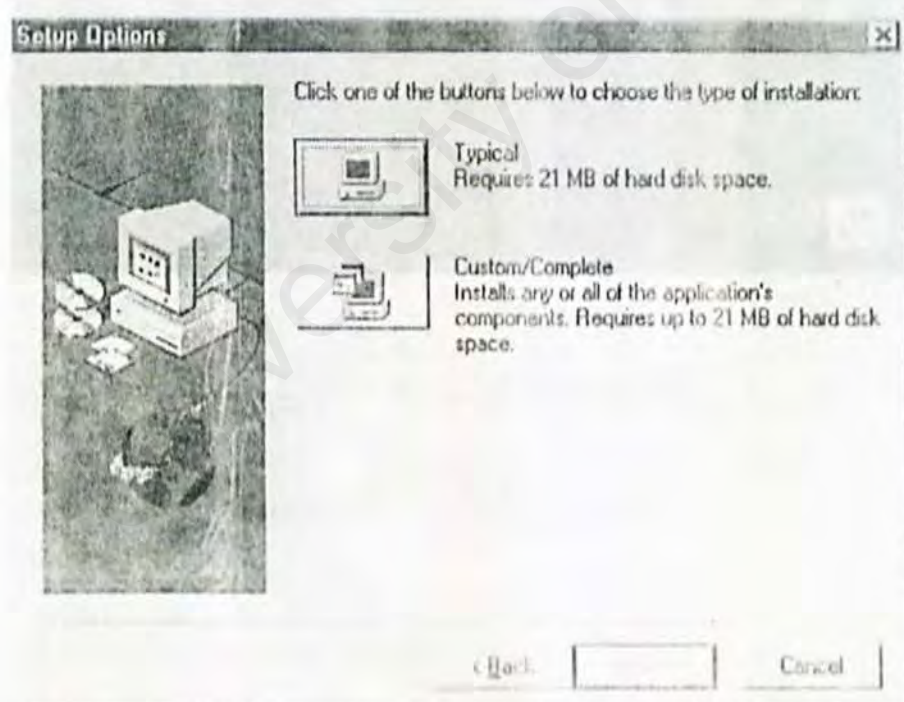 Setup Options
Click one of the buttons below to choose the type of installation:
Typical
Requires 21 MB of hard disk space.
Custom/Complete
Installs any or all of the application's
components. Requires up to 21 MB of hard disk
space.
< Back
Cancel